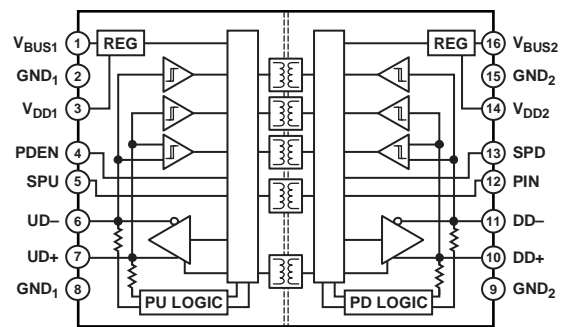 VBUS1 1 REG REG 16 VBUS2
GND1 2 15 GND2
VDD1 3 14 VDD2
PDEN 4 13 SPD
SPU 5 12 PIN
UD– 6 11 DD–
UD+ 7 10 DD+
GND1 8 PU LOGIC PD LOGIC 9 GND2